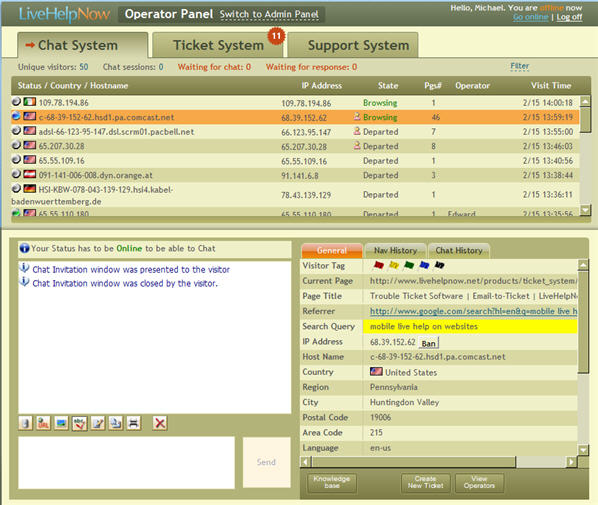 LiveHelpNow Operator Panel Switch to Admin Panel
Hello, Michael. You are offline now
Go online | Log off
11
Chat System Ticket System Support System
Unique visitors: 50 Chat sessions: 0 Waiting for chat: 0 Waiting for response: 0 Filter
Status / Country / Hostname IP Address State Pgs# Operator Visit Time
109.78.194.86 109.78.194.86 Browsing 1 2/15 14:00:18
c-68-39-152-62.hsd1.pa.comcast.net 68.39.152.62 Browsing 46 2/15 13:59:19
adsl-66-123-95-147.dsl.scrm01.pacbell.net 66.123.95.147 Departed 7 2/15 13:55:00
65.207.30.28 65.207.30.28 Departed 8 2/15 13:46:03
65.55.109.16 65.55.109.16 Departed 1 2/15 13:40:56
091-141-006-008.dyn.orange.at 91.141.6.8 Departed 3 2/15 13:38:44
HSI-KBW-078-043-139-129.hsi4.kabel-
badenwuerttemberg.de 78.43.139.129 Departed 1 2/15 13:36:11
65.55.110.180 65.55.110.180 Departed 1 Edward 2/15 13:35:56
Your Status has to be Online to be able to Chat
Chat Invitation window was presented to the visitor
Chat Invitation window was closed by the visitor.
URL
abc
Send
General Nav History Chat History
Visitor Tag
Current Page http://www.livehelpnow.net/products/ticket_system/
Page Title Trouble Ticket Software | Email-to-Ticket | LiveHelpN
Referrer http://www.google.com/search?hl=en&q=mobile live h
Search Query mobile live help on websites
IP Address 68.39.152.62 Ban
Host Name c-68-39-152-62.hsd1.pa.comcast.net
Country United States
Region Pennsylvania
City Huntingdon Valley
Postal Code 19006
Area Code 215
Language en-us
Knowledge
base
Create
New Ticket
View
Operators